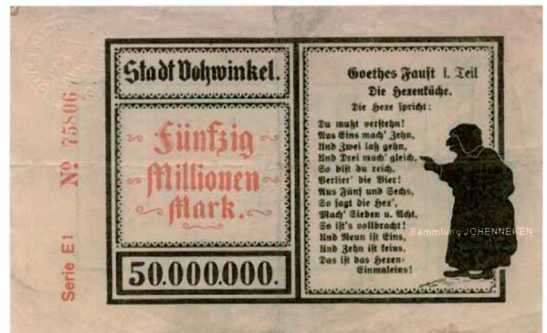 Stadt Vohwinkel.
Fünfzig
Millionen
Mark.
50.000.000.
Nº 75806
Serie E1
Goethes Faust I. Teil
Die Hexenküche.
Die Hexe spricht:
Du mußt verstehn!
Aus Eins mach' Zehn,
Und Zwei laß gehn,
Und Drei mach' gleich,
So bist du reich.
Verlier' die Vier!
Aus Fünf und Sechs,
So sagt die Hex',
Mach' Sieben u. Acht,
So ist's vollbracht!
Und Neun ist Eins,
Und Zehn ist keins.
Das ist das Hexen-
Einmaleins!
Sammlung JOHENNEKEN